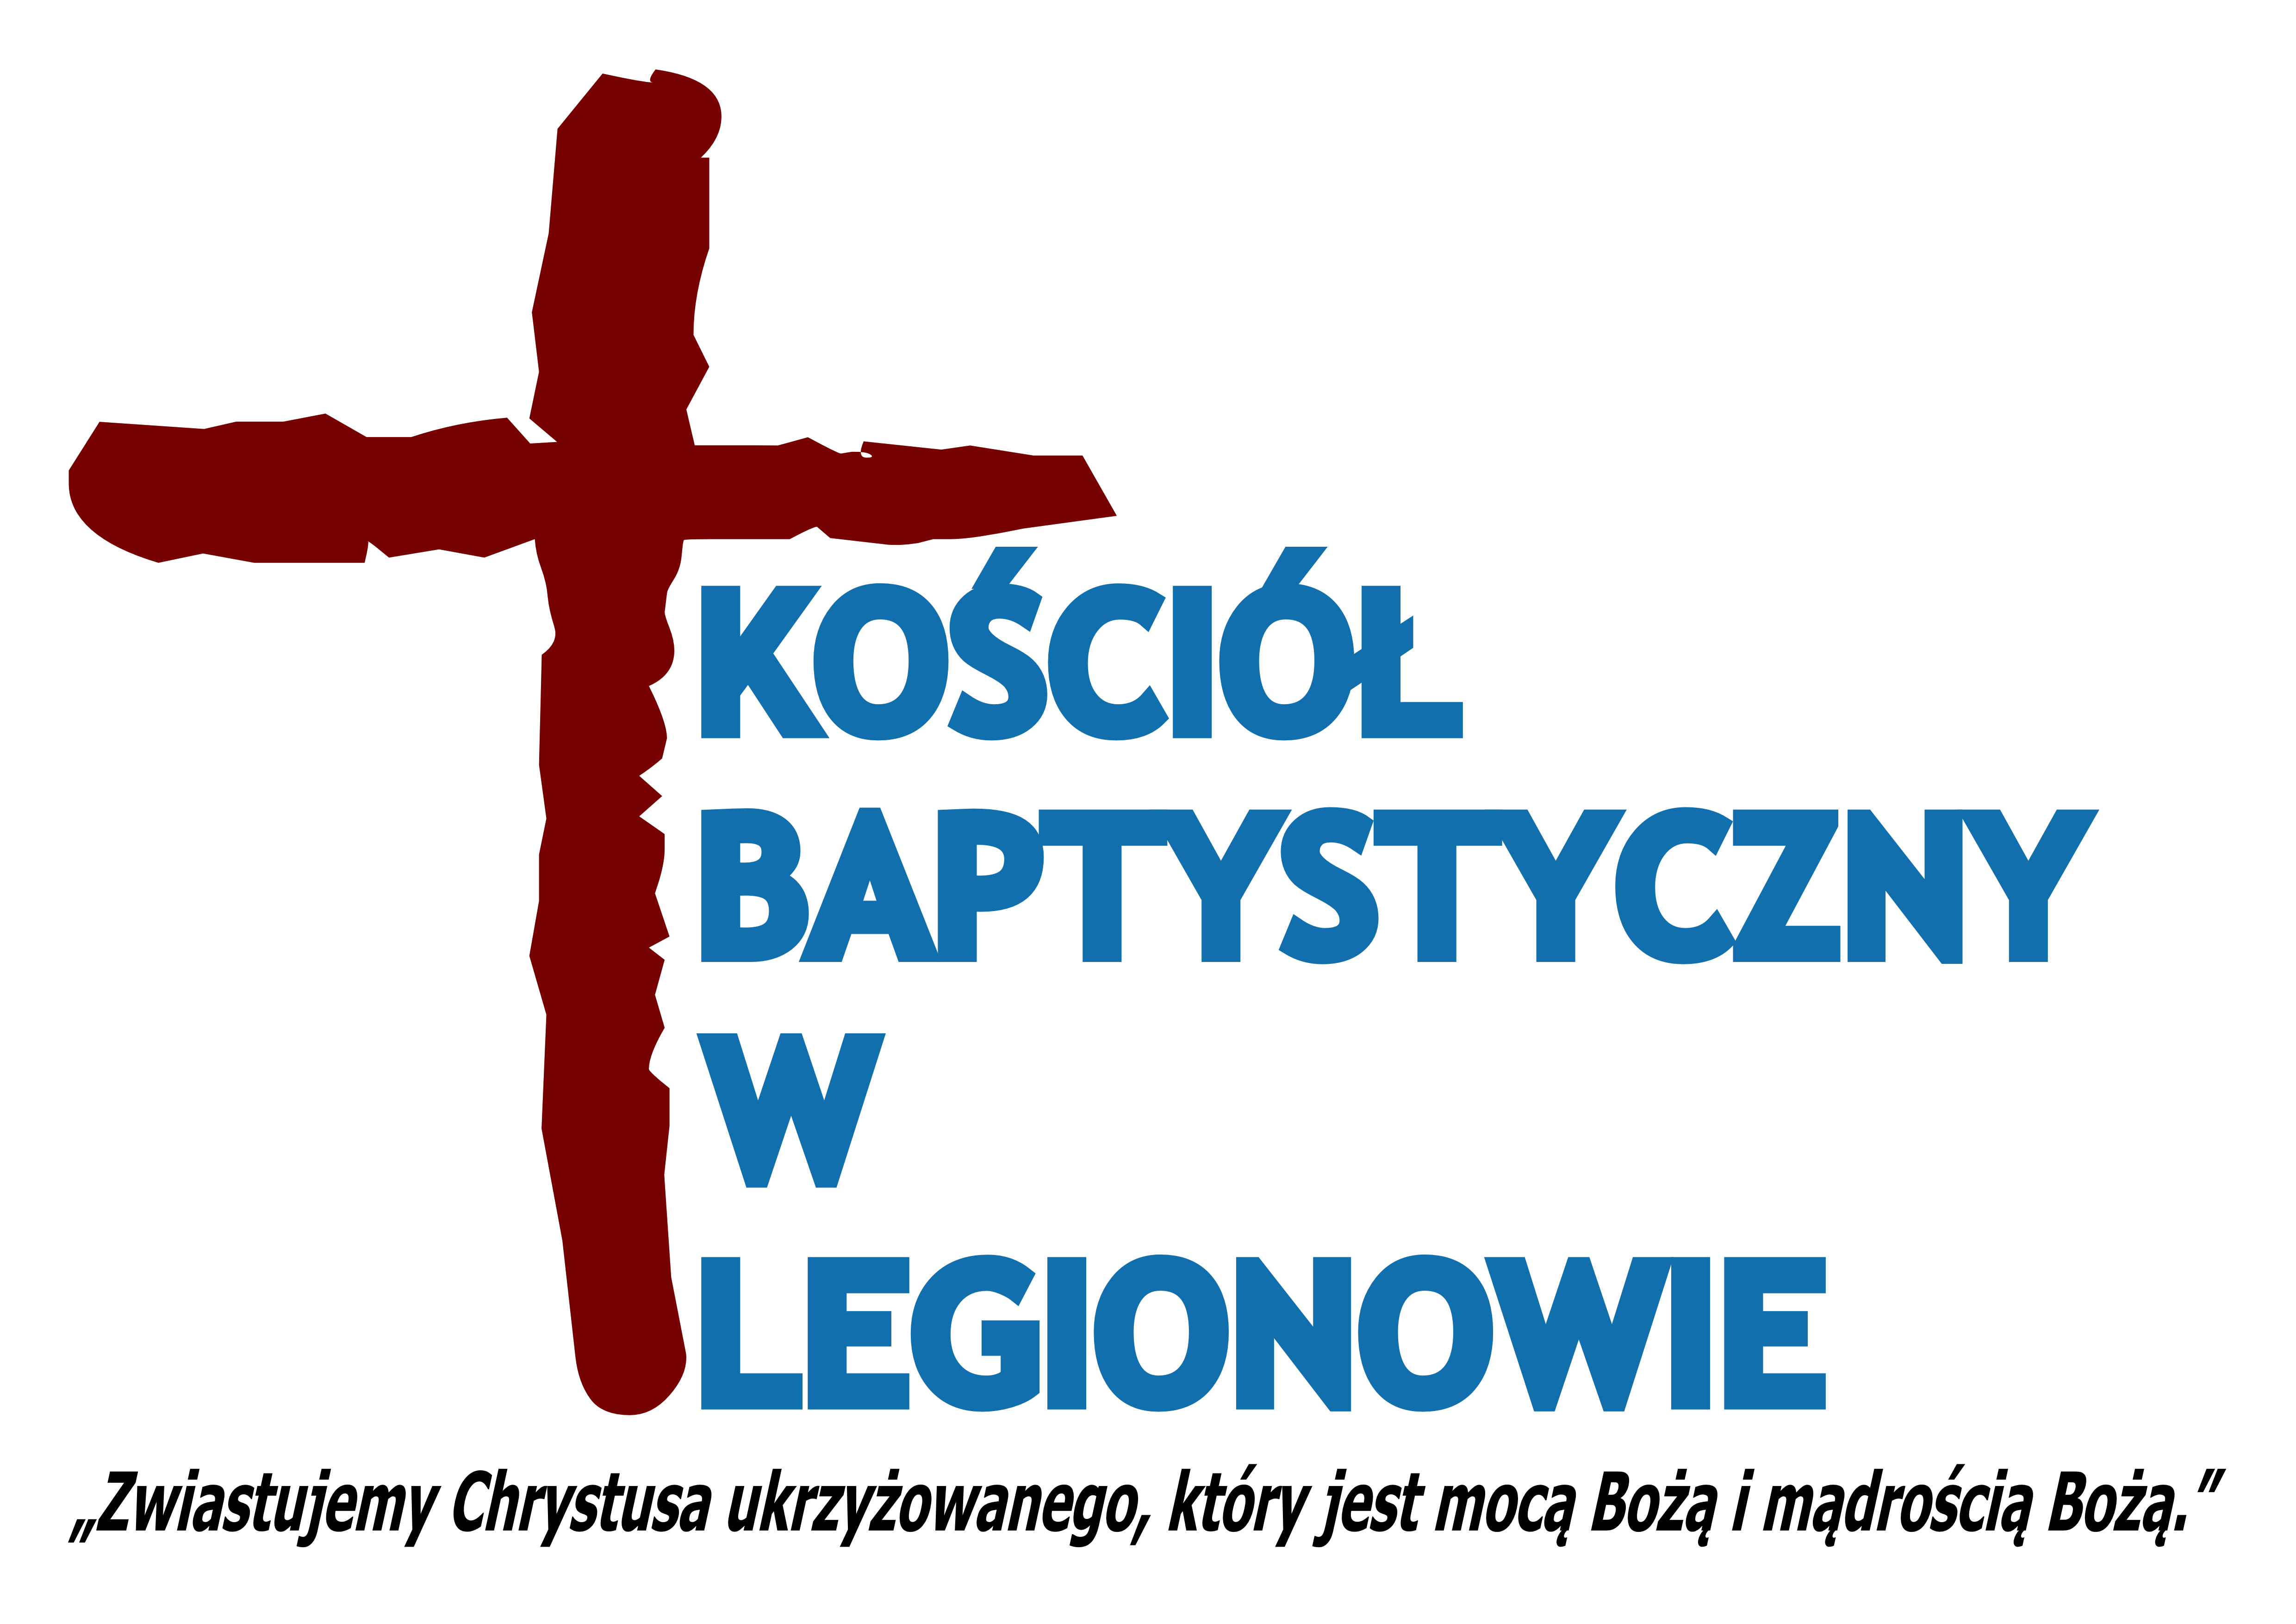 KOŚCIÓŁ
BAPTYSTYCZNY
W
LEGIONOWIE
„Zwiastujemy Chrystusa ukrzyżowanego, który jest mocą Bożą i mądrością Bożą.”